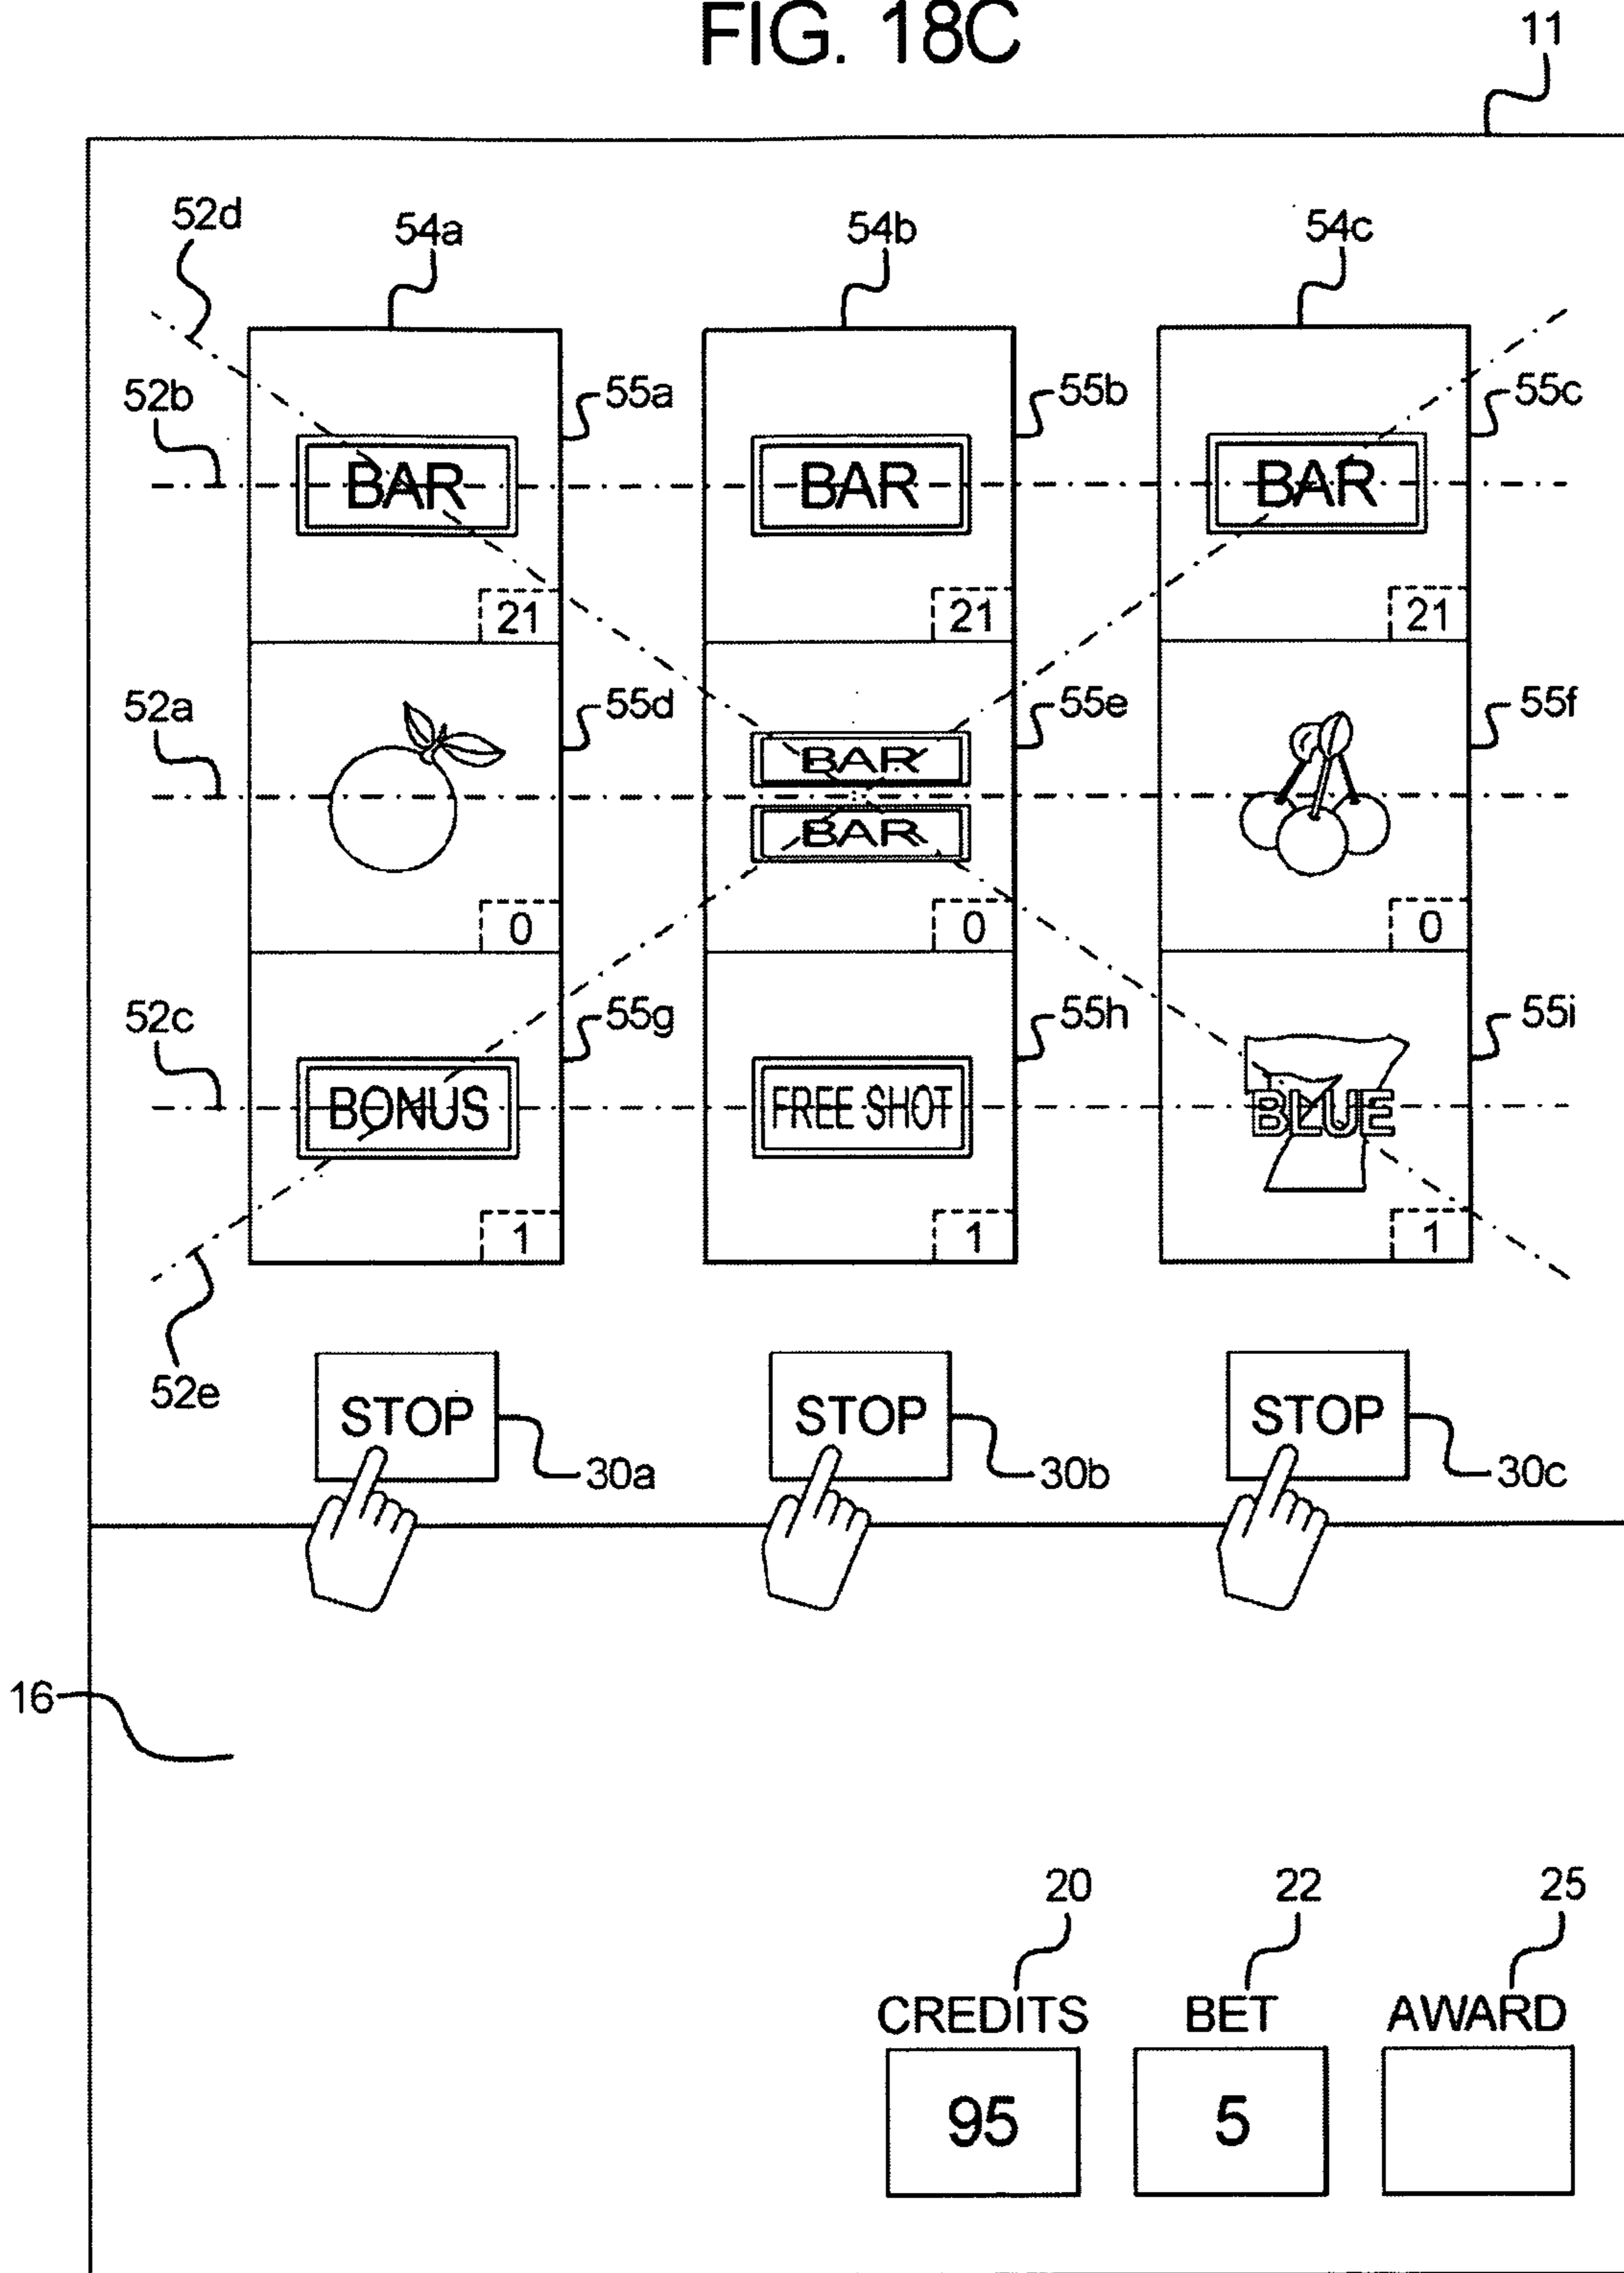 FIG. 18C
11
52d 54a 54b 54c
52b 55a 55b 55c
BAR BAR BAR
21 21 21
52a 55d 55e 55f
BAR
BAR
0 0 0
52c 55g 55h 55i
BONUS FREE SHOT BLUE
1 1 1
52e
STOP STOP STOP
30a 30b 30c
16
20 22 25
CREDITS BET AWARD
95 5